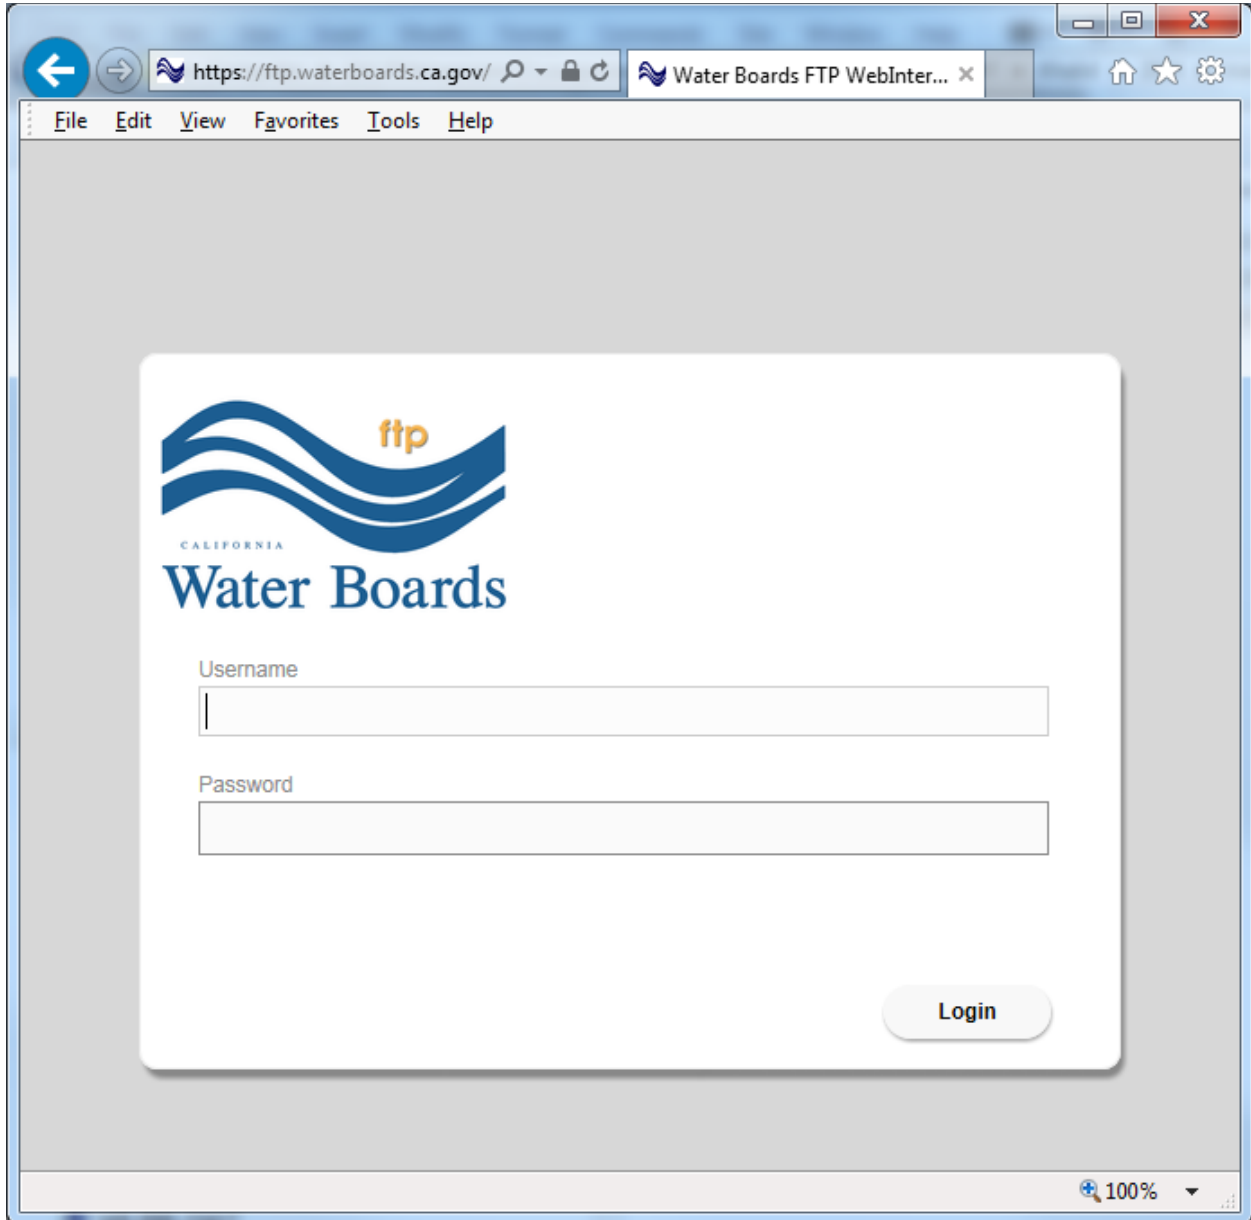 https://ftp.waterboards.ca.gov/
Water Boards FTP WebInter...
File Edit View Favorites Tools Help
ftp
CALIFORNIA
Water Boards
Username
Password
Login
100%